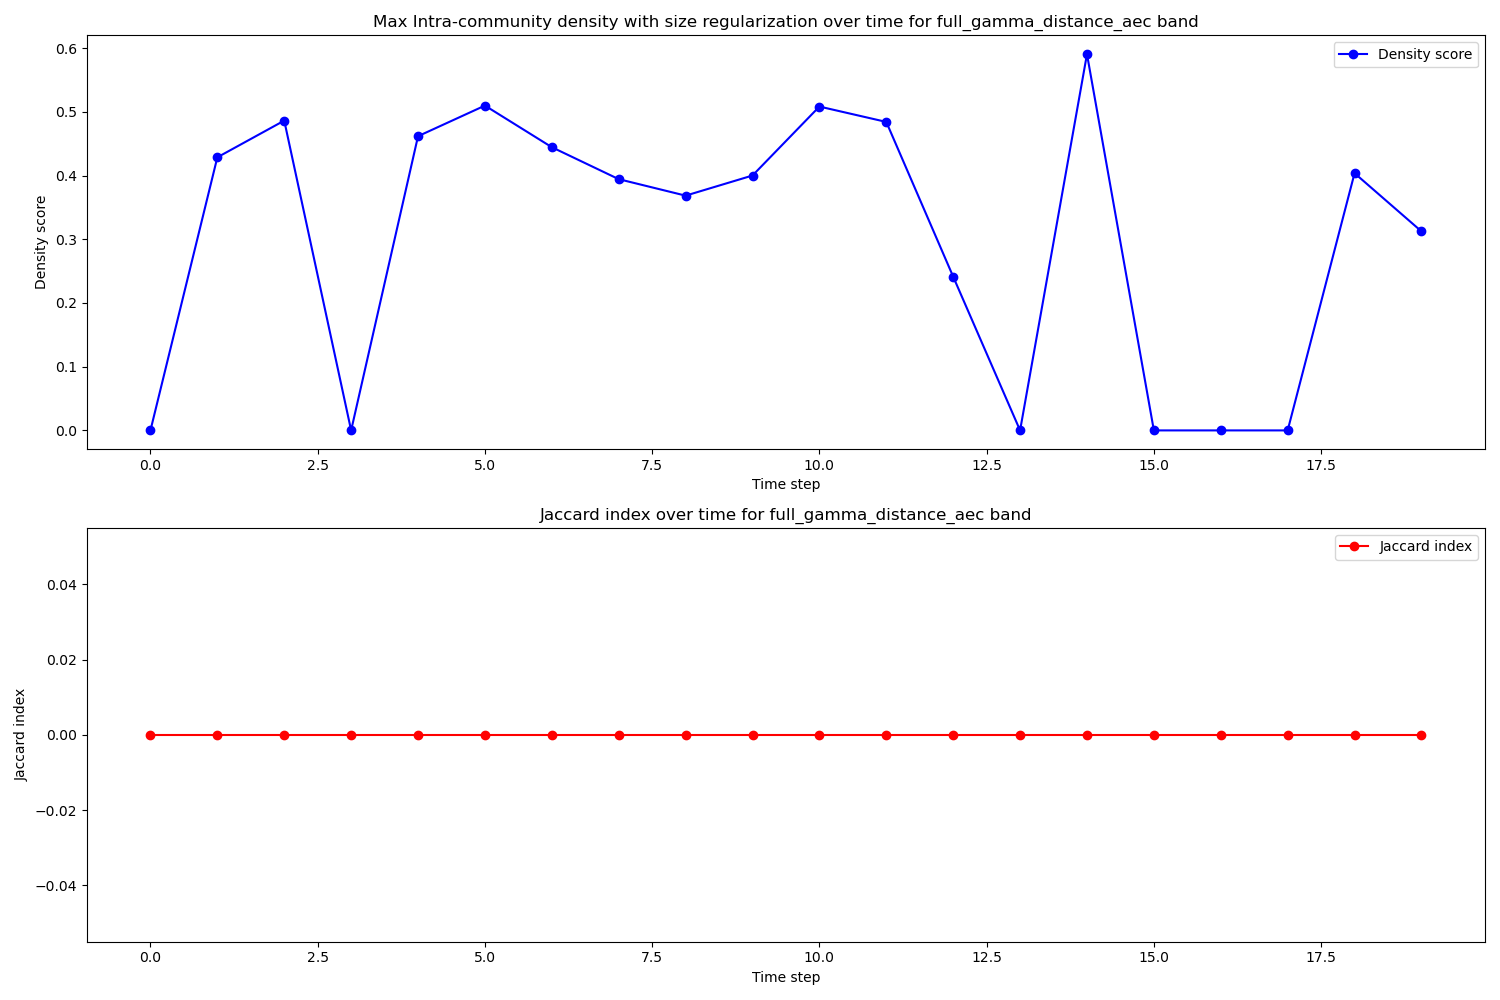 Max Intra-community density with size regularization over time for full_gamma_distance_aec band
Density score
0.6
0.5
0.4
0.3
0.2
0.1
0.0
Density score
0.0 2.5 5.0 7.5 10.0 12.5 15.0 17.5
Time step
Jaccard index over time for full_gamma_distance_aec band
Jaccard index
0.04
0.02
0.00
−0.02
−0.04
Jaccard index
0.0 2.5 5.0 7.5 10.0 12.5 15.0 17.5
Time step